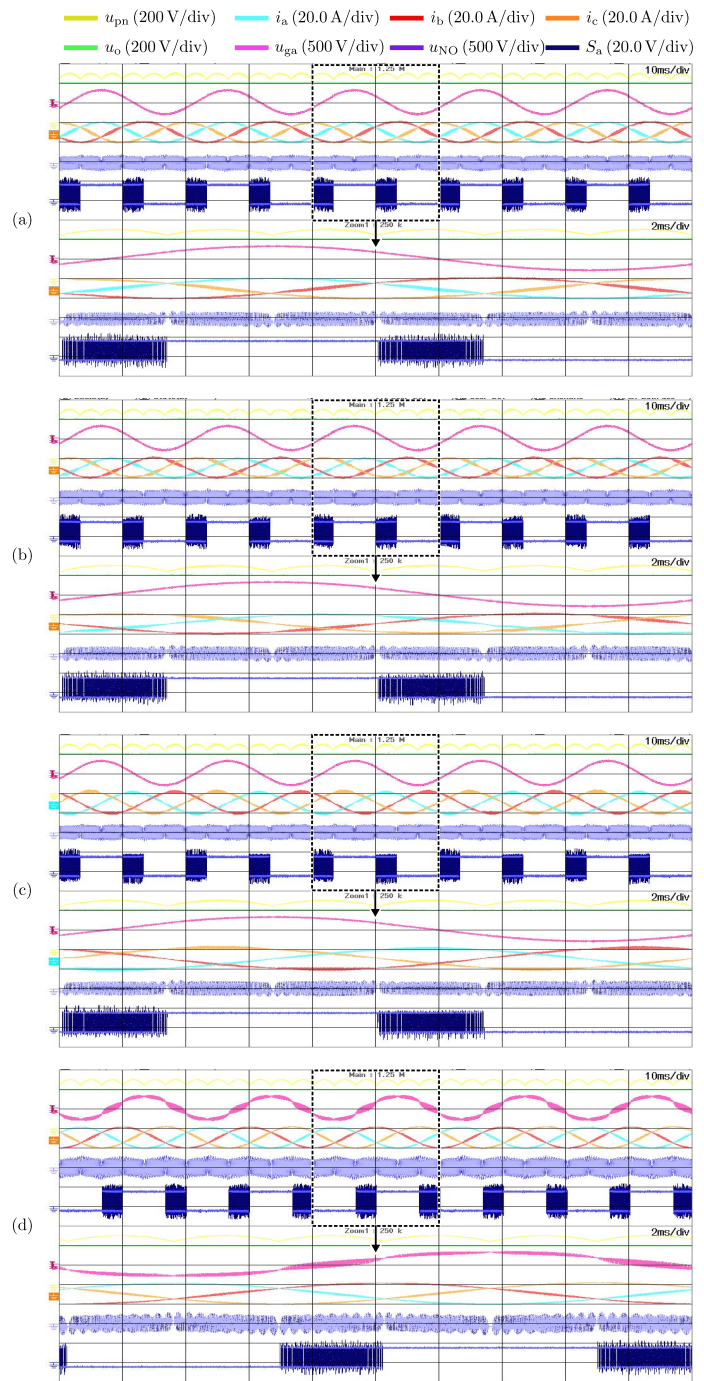 u_pn (200 V/div) i_a (20.0 A/div) i_b (20.0 A/div) i_c (20.0 A/div)
u_o (200 V/div) u_ga (500 V/div) u_NO (500 V/div) S_a (20.0 V/div)
Main : 1.25 M 10ms/div
(a)
Zoom1 : 250 k 2ms/div
Main : 1.25 M 10ms/div
(b)
Zoom1 : 250 k 2ms/div
Main : 1.25 M 10ms/div
(c)
Zoom1 : 250 k 2ms/div
Main : 1.25 M 10ms/div
(d)
Zoom1 : 250 k 2ms/div